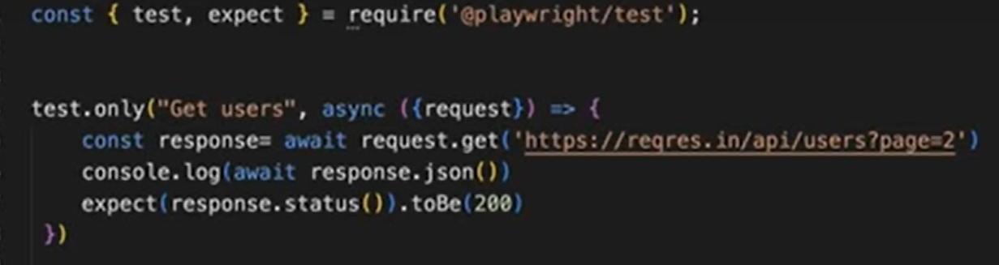 const { test, expect } = require('@playwright/test');
test.only("Get users", async ({request}) => {
const response= await request.get('https://reqres.in/api/users?page=2')
console.log(await response.json())
expect(response.status()).toBe(200)
})